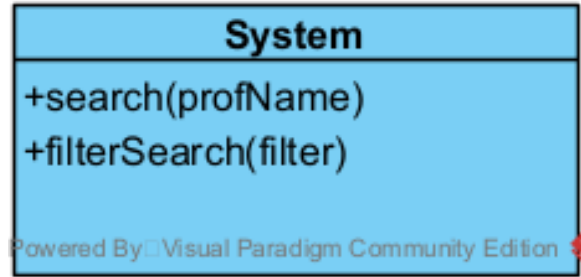 System
+search(profName)
+filterSearch(filter)
Powered By Visual Paradigm Community Edition